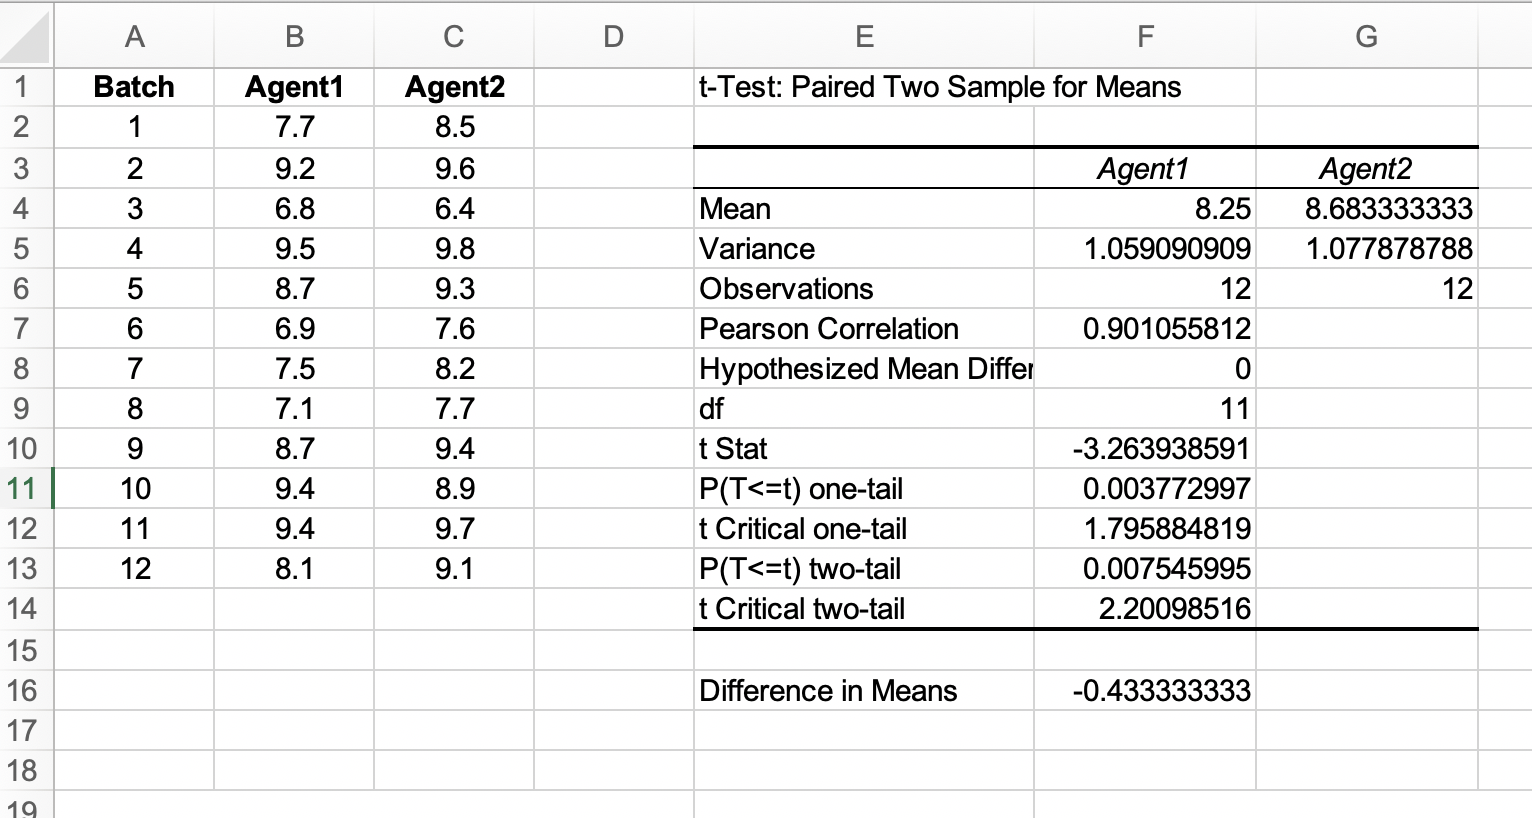 A B C D E F G
1 Batch Agent1 Agent2 t-Test: Paired Two Sample for Means
2 1 7.7 8.5
3 2 9.2 9.6 Agent1 Agent2
4 3 6.8 6.4 Mean 8.25 8.683333333
5 4 9.5 9.8 Variance 1.059090909 1.077878788
6 5 8.7 9.3 Observations 12 12
7 6 6.9 7.6 Pearson Correlation 0.901055812
8 7 7.5 8.2 Hypothesized Mean Differ 0
9 8 7.1 7.7 df 11
10 9 8.7 9.4 t Stat -3.263938591
11 10 9.4 8.9 P(T<=t) one-tail 0.003772997
12 11 9.4 9.7 t Critical one-tail 1.795884819
13 12 8.1 9.1 P(T<=t) two-tail 0.007545995
14 t Critical two-tail 2.20098516
15
16 Difference in Means -0.433333333
17
18
19